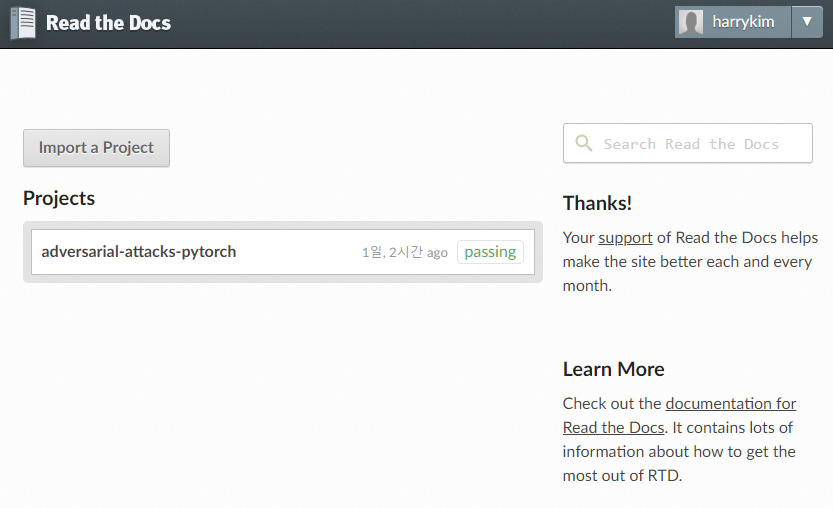 Read the Docs
harrykim
Import a Project
Search Read the Docs
Projects
adversarial-attacks-pytorch
1일, 2시간 ago
passing
Thanks!
Your support of Read the Docs helps
make the site better each and every
month.
Learn More
Check out the documentation for
Read the Docs. It contains lots of
information about how to get the
most out of RTD.